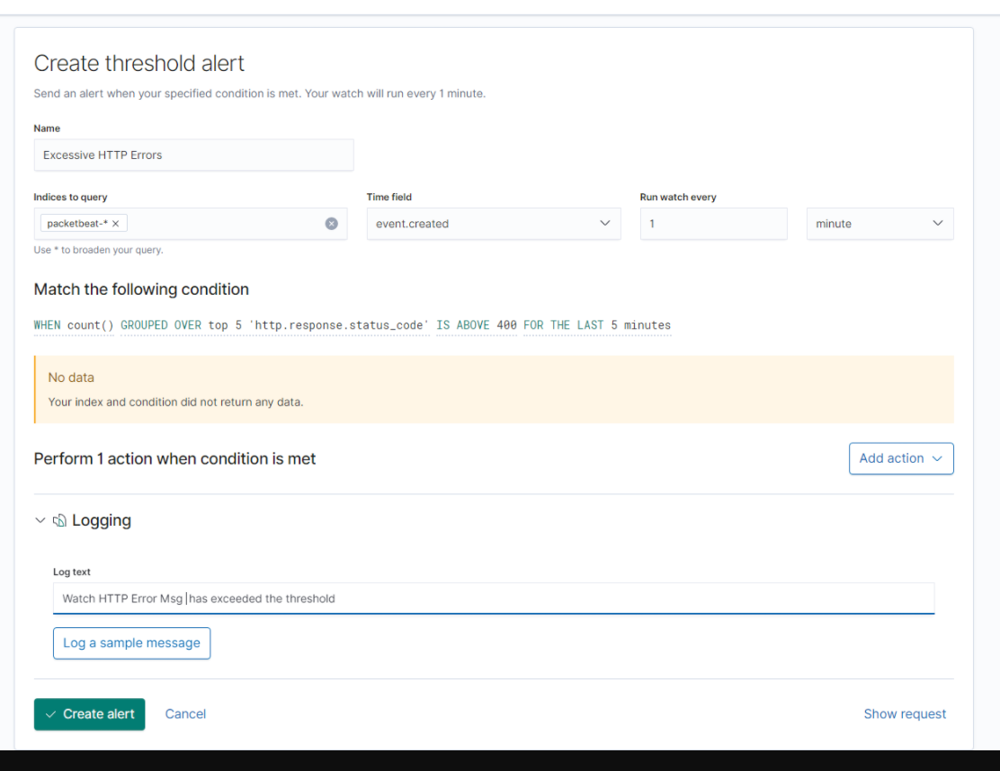 Create threshold alert
Send an alert when your specified condition is met. Your watch will run every 1 minute.
Name
Excessive HTTP Errors
Indices to query Time field Run watch every
packetbeat-* × event.created 1 minute
Use * to broaden your query.
Match the following condition
WHEN count() GROUPED OVER top 5 'http.response.status_code' IS ABOVE 400 FOR THE LAST 5 minutes
No data
Your index and condition did not return any data.
Perform 1 action when condition is met Add action
Logging
Log text
Watch HTTP Error Msg has exceeded the threshold
Log a sample message
Create alert Cancel Show request